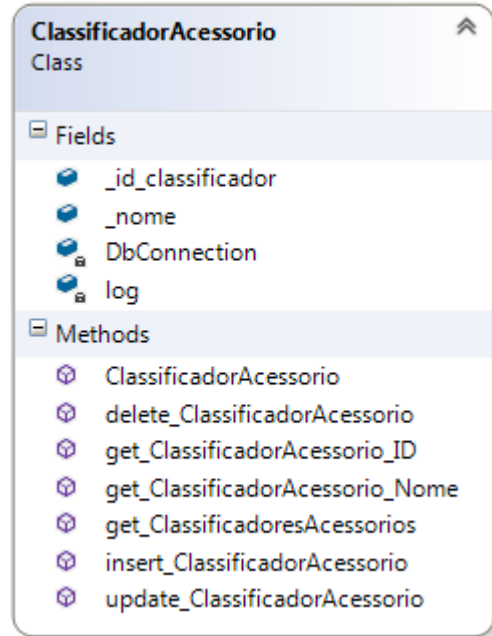 ClassificadorAcessorio
Class
Fields
_id_classificador
_nome
DbConnection
log
Methods
ClassificadorAcessorio
delete_ClassificadorAcessorio
get_ClassificadorAcessorio_ID
get_ClassificadorAcessorio_Nome
get_ClassificadoresAcessorios
insert_ClassificadorAcessorio
update_ClassificadorAcessorio